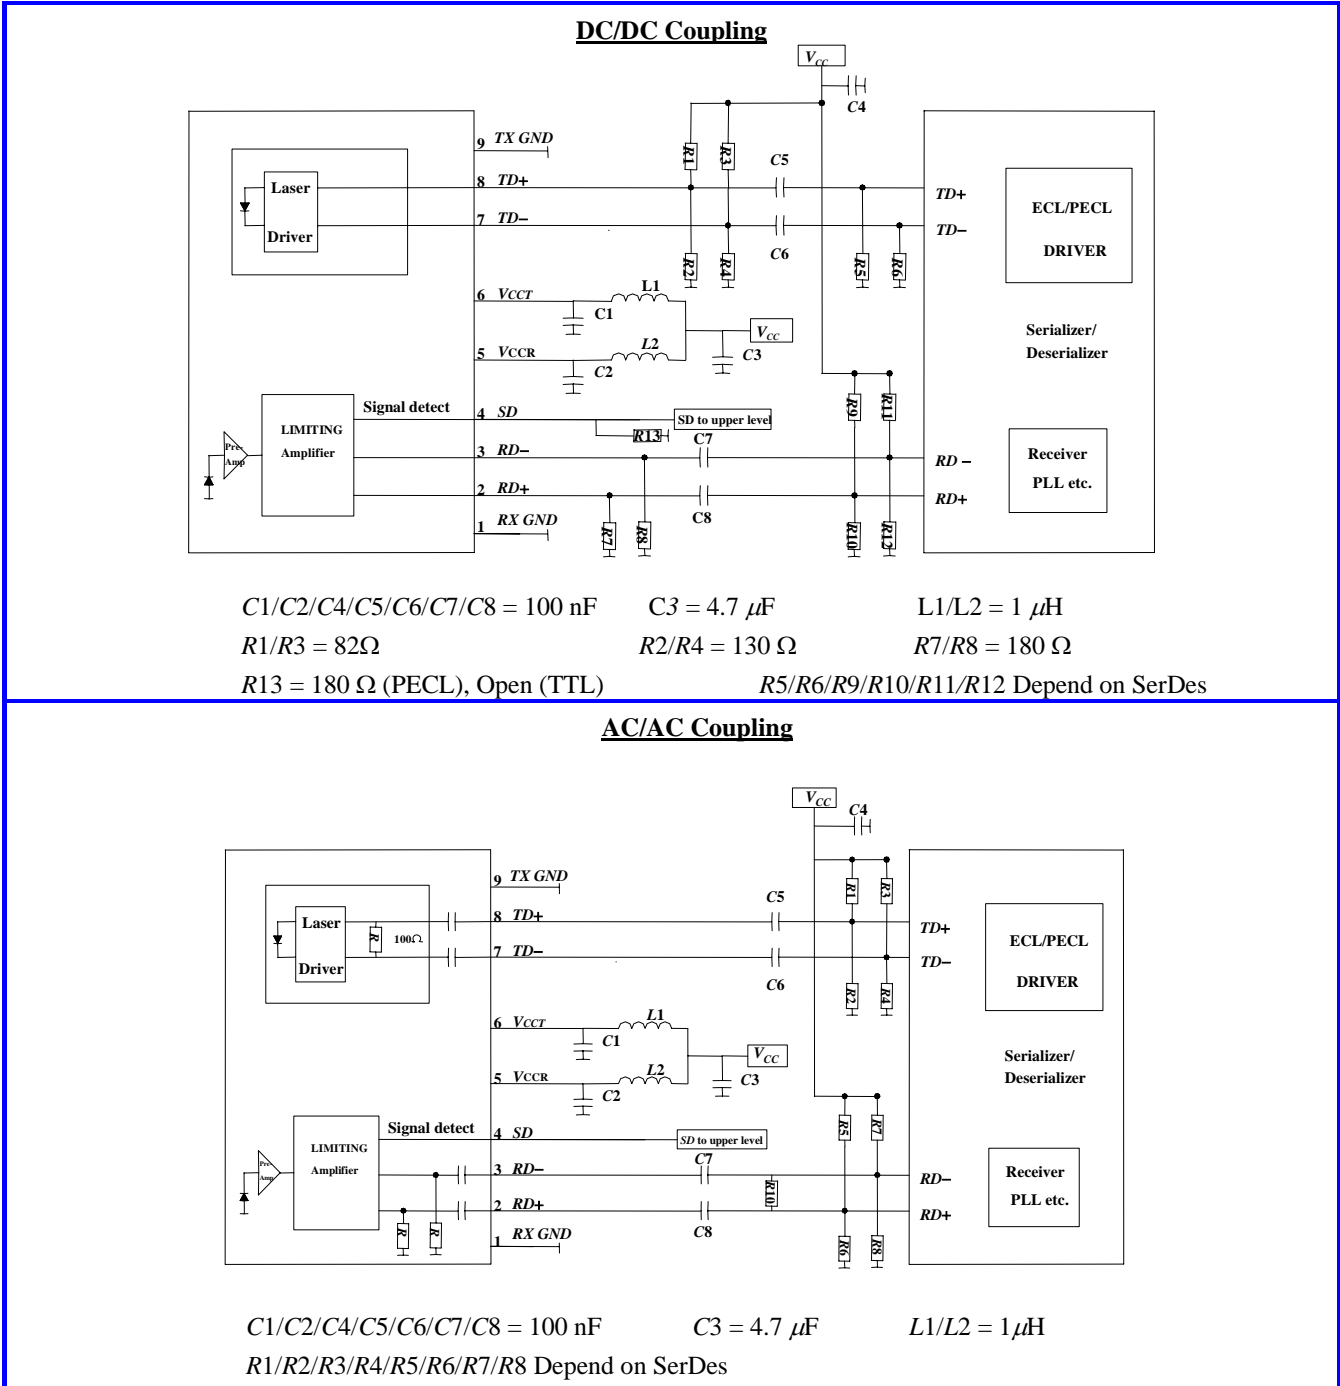 DC/DC Coupling
VCC
C4
9 TX GND
R1
R3
C5
Laser
8 TD+
TD+
ECL/PECL
7 TD−
TD−
Driver
C6
DRIVER
R2
R4
R5
R6
6 VCCT
L1
C1
VCC
Serializer/
5 VCCR
L2
C3
Deserializer
C2
R9
R11
Signal detect
4 SD
SD to upper level
LIMITING
R13
C7
Pre-
Amp
Amplifier
3 RD−
RD −
Receiver
2 RD+
RD+
PLL etc.
C8
1 RX GND
R7
R8
R10
R12
C1/C2/C4/C5/C6/C7/C8 = 100 nF C3 = 4.7 μF L1/L2 = 1 μH
R1/R3 = 82Ω R2/R4 = 130 Ω R7/R8 = 180 Ω
R13 = 180 Ω (PECL), Open (TTL) R5/R6/R9/R10/R11/R12 Depend on SerDes
AC/AC Coupling
VCC
C4
9 TX GND
R1
R3
C5
Laser
8 TD+
TD+
R
100Ω
ECL/PECL
7 TD−
TD−
Driver
C6
DRIVER
R2
R4
6 VCCT
L1
C1
VCC
Serializer/
5 VCCR
L2
C3
Deserializer
C2
R5
R7
Signal detect
4 SD
SD to upper level
LIMITING
C7
Pre-
Amp
Amplifier
3 RD−
RD−
Receiver
R10
2 RD+
RD+
PLL etc.
C8
R
R
1 RX GND
R6
R8
C1/C2/C4/C5/C6/C7/C8 = 100 nF C3 = 4.7 μF L1/L2 = 1μH
R1/R2/R3/R4/R5/R6/R7/R8 Depend on SerDes